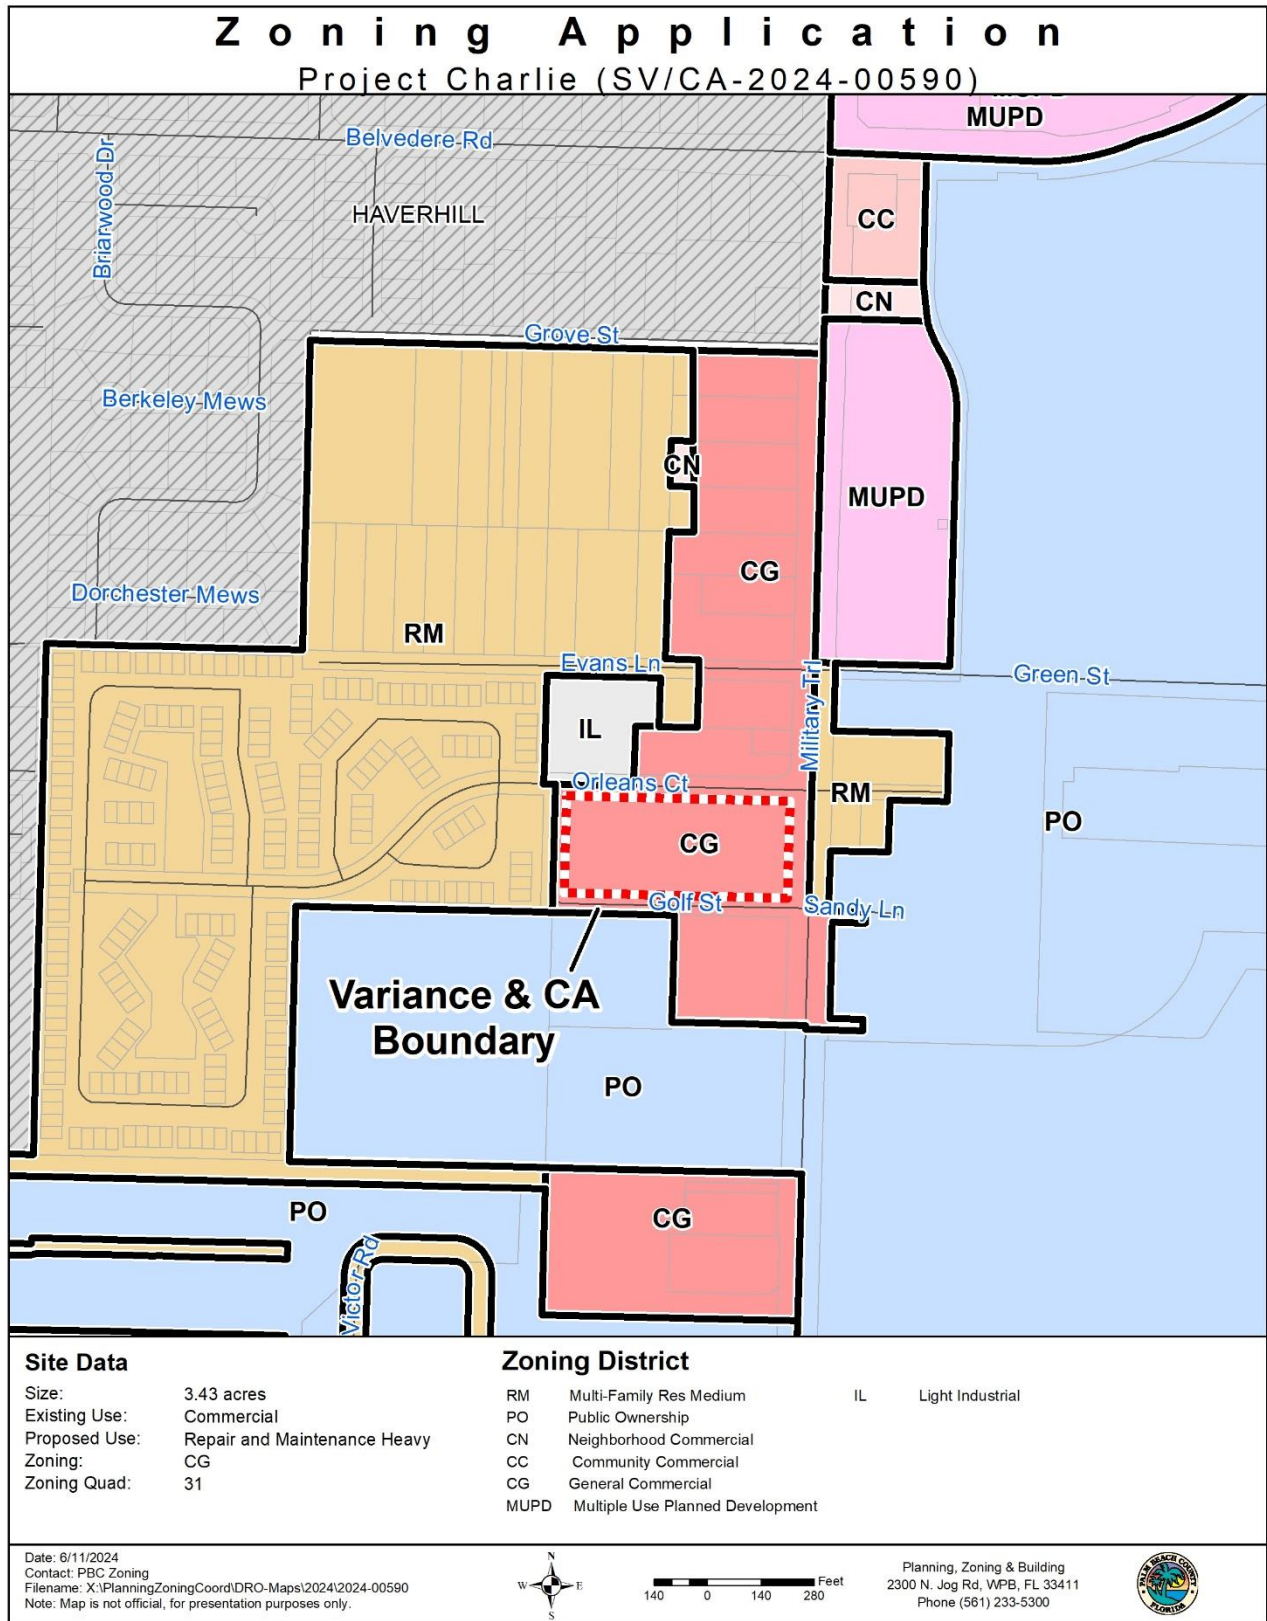 Zoning Application
Project Charlie (SV/CA-2024-00590)
MUPD
Belvedere Rd
Briarwood Dr
HAVERHILL
CC
CN
Grove St
Berkeley Mews
CN
MUPD
CG
Dorchester Mews
RM
Evans Ln
Green St
Military Trl
IL
Orleans Ct
RM
PO
CG
Golf St
Sandy Ln
Variance & CA
Boundary
PO
PO
CG
Victor Rd
Site Data
Size: 3.43 acres
Existing Use: Commercial
Proposed Use: Repair and Maintenance Heavy
Zoning: CG
Zoning Quad: 31
Zoning District
RM Multi-Family Res Medium
PO Public Ownership
CN Neighborhood Commercial
CC Community Commercial
CG General Commercial
MUPD Multiple Use Planned Development
IL Light Industrial
Date: 6/11/2024
Contact: PBC Zoning
Filename: X:\PlanningZoningCoord\DRO-Maps\2024\2024-00590
Note: Map is not official, for presentation purposes only.
N
W E
S
Feet
140 0 140 280
Planning, Zoning & Building
2300 N. Jog Rd, WPB, FL 33411
Phone (561) 233-5300
PALM BEACH COUNTY
FLORIDA